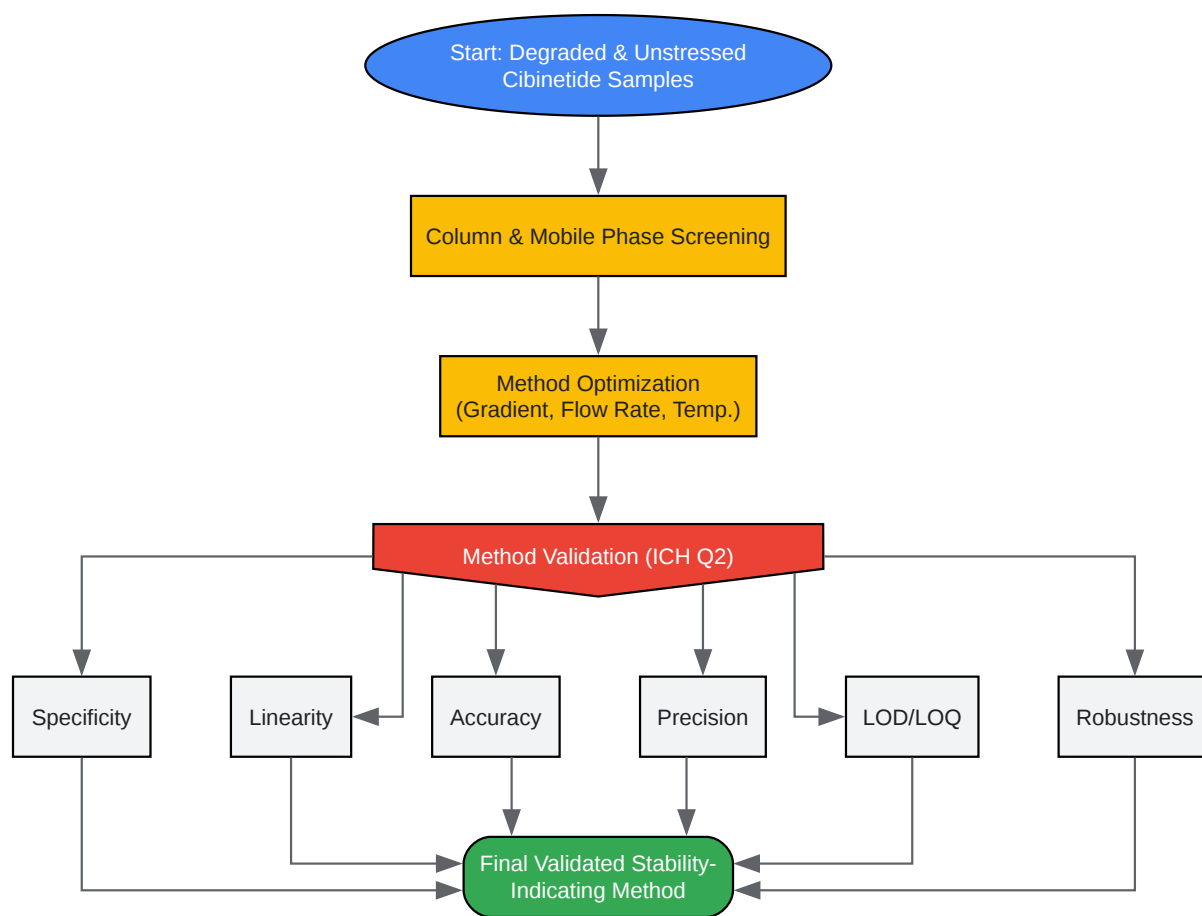 Start: Degraded & Unstressed
Cibinetide Samples
Column & Mobile Phase Screening
Method Optimization
(Gradient, Flow Rate, Temp.)
Method Validation (ICH Q2)
Specificity
Linearity
Accuracy
Precision
LOD/LOQ
Robustness
Final Validated Stability-
Indicating Method